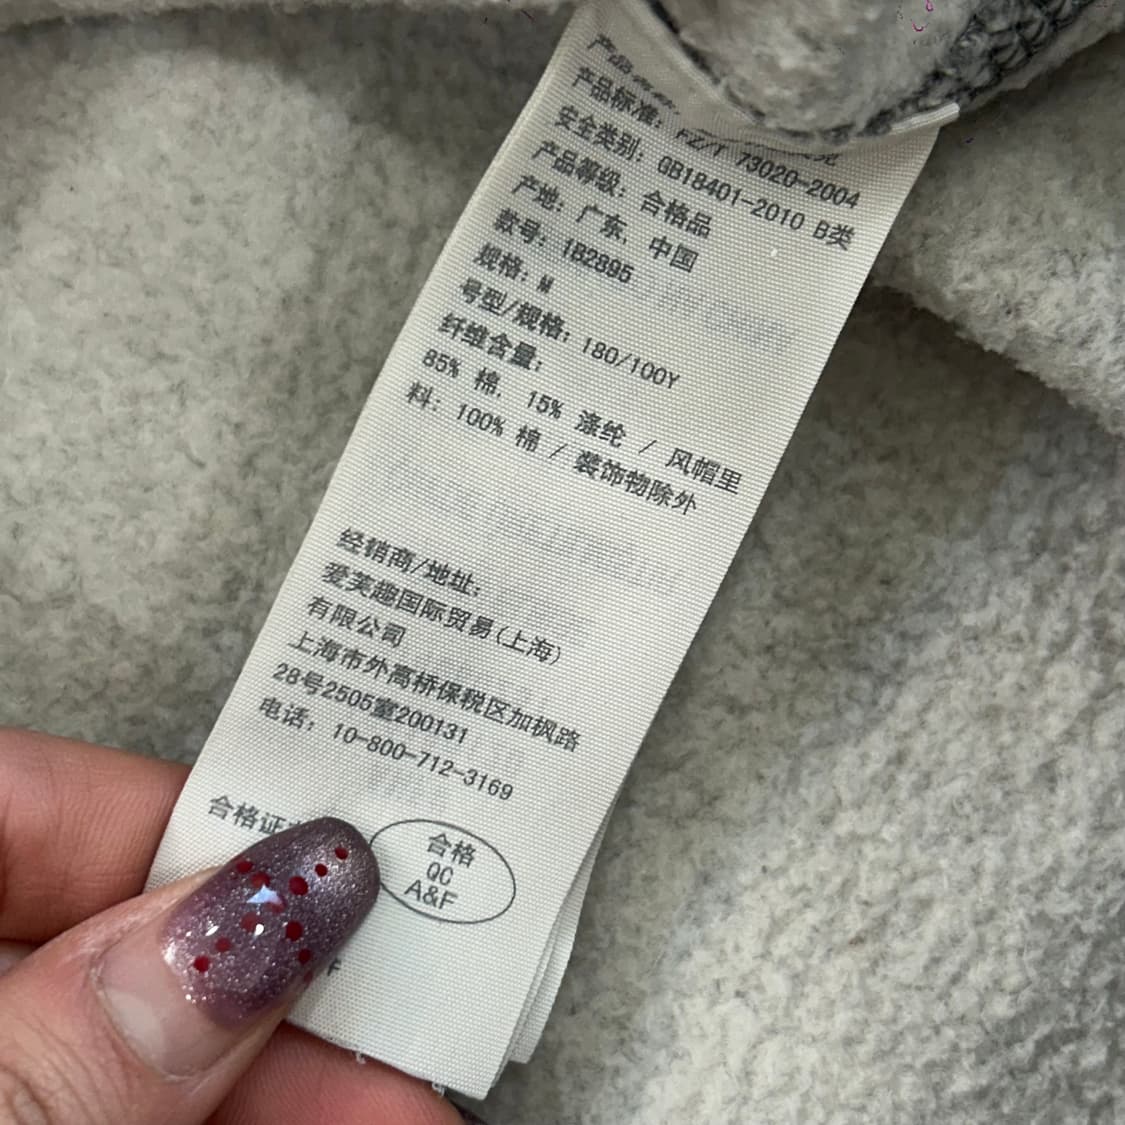 产品标准: FZ/T 73020-2004
安全类别: GB18401-2010 B类
产品等级: 合格品
产地: 广东, 中国
款号: 182895
规格: M
号型/规格: 180/100Y
纤维含量:
85% 棉, 15% 涤纶 / 风帽里
料: 100% 棉 / 装饰物除外
经销商/地址:
爱芙趣国际贸易(上海)
有限公司
上海市外高桥保税区加枫路
28号2505室200131
电话: 10-800-712-3169
合格证
合格
QC
A&F
F